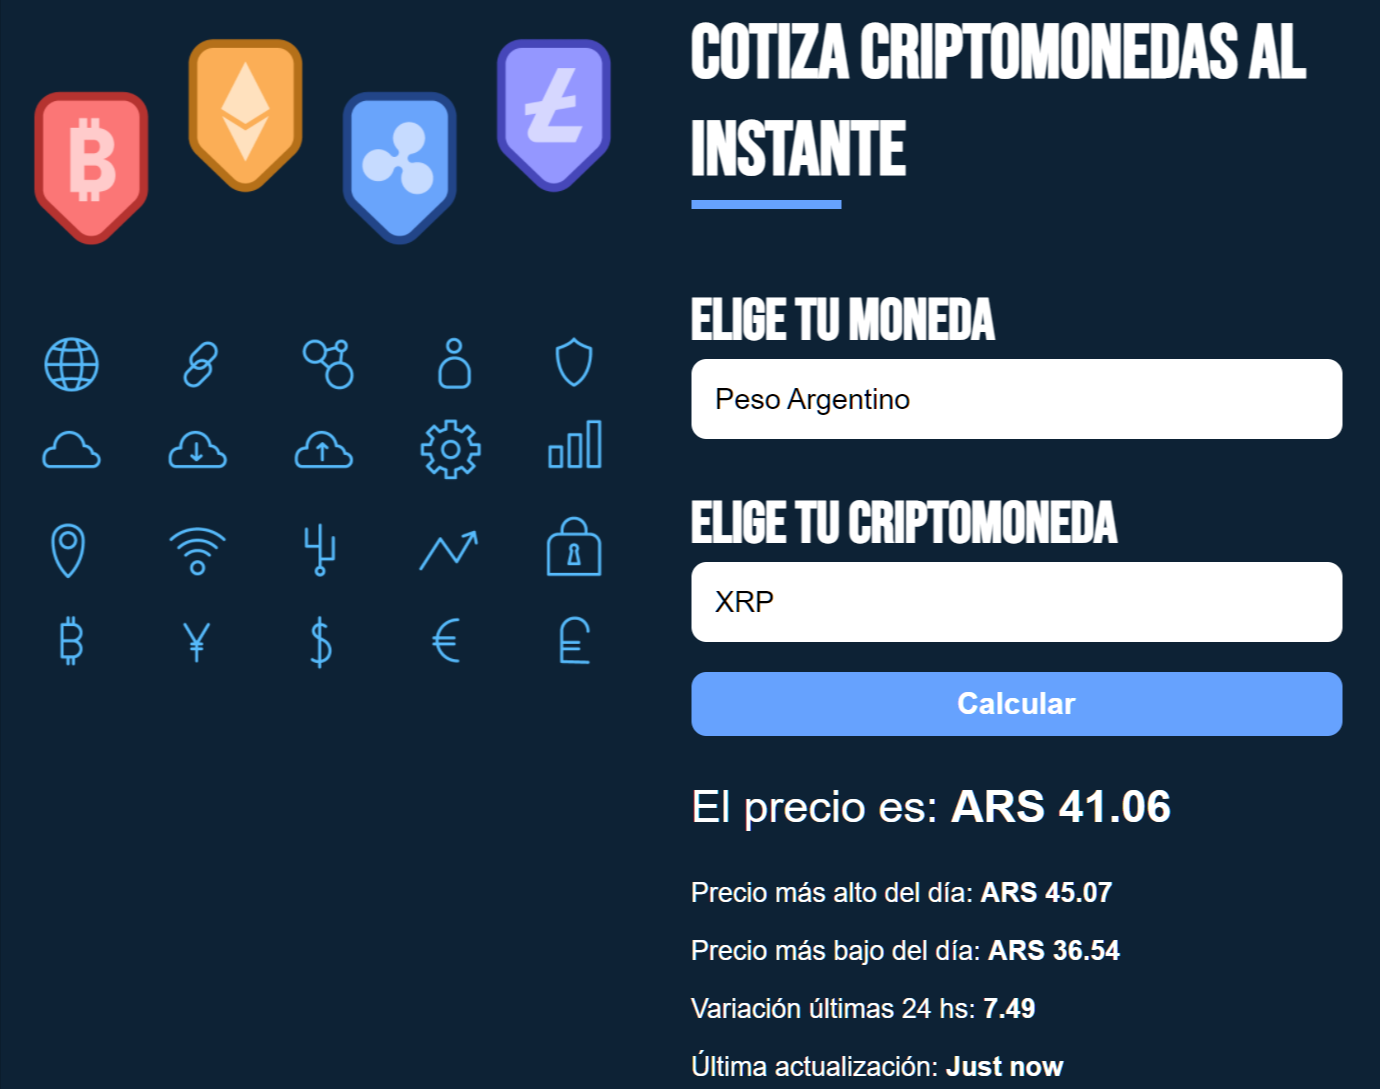 COTIZA CRIPTOMONEDAS AL
INSTANTE
ELIGE TU MONEDA
Peso Argentino
ELIGE TU CRIPTOMONEDA
XRP
Calcular
El precio es: ARS 41.06
Precio más alto del día: ARS 45.07
Precio más bajo del día: ARS 36.54
Variación últimas 24 hs: 7.49
Última actualización: Just now